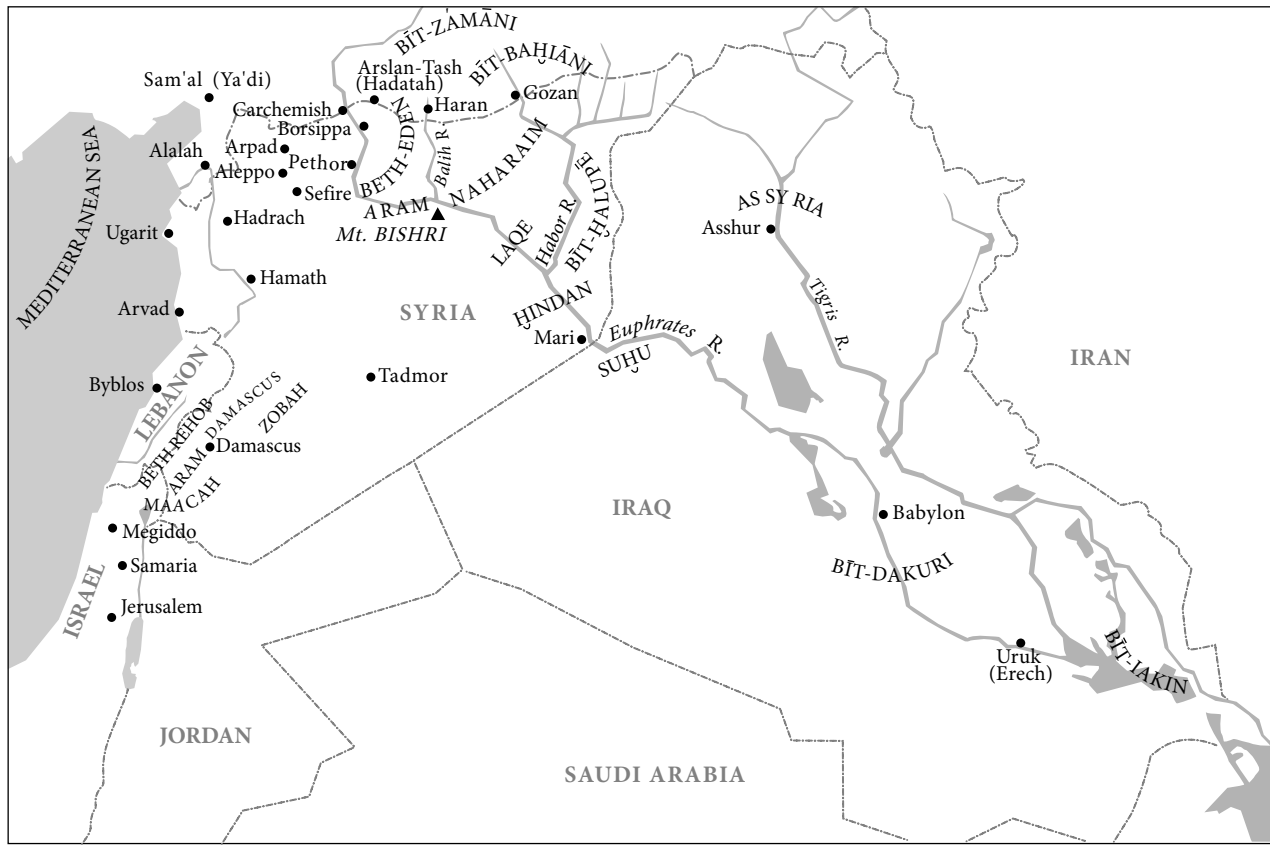 BĪT-ZAMĀNI
BĪT-BAḪIĀNI
Sam'al (Ya'di)
Arslan-Tash
(Hadatah)
Haran
Gozan
Carchemish
Borsippa
MEDITERRANEAN SEA
Alalah
Arpad
Pethor
Aleppo
Sefire
BETH-EDEN
Balih R.
ARAM NAHARAIM
Mt. BISHRI
Hadrach
Ugarit
LAQE
Habor R.
BĪT-ḪALUPĒ
ASSYRIA
Asshur
Hamath
Arvad
SYRIA
ḪINDAN
Mari
Euphrates R.
SUḪU
Tigris R.
IRAN
Byblos
LEBANON
Tadmor
BETH-REHOB
ARAM DAMASCUS
ZOBAH
Damascus
MAACAH
Megiddo
IRAQ
Babylon
Samaria
ISRAEL
BĪT-DAKURI
Jerusalem
Uruk
(Erech)
BĪT-I̯AKIN
JORDAN
SAUDI ARABIA